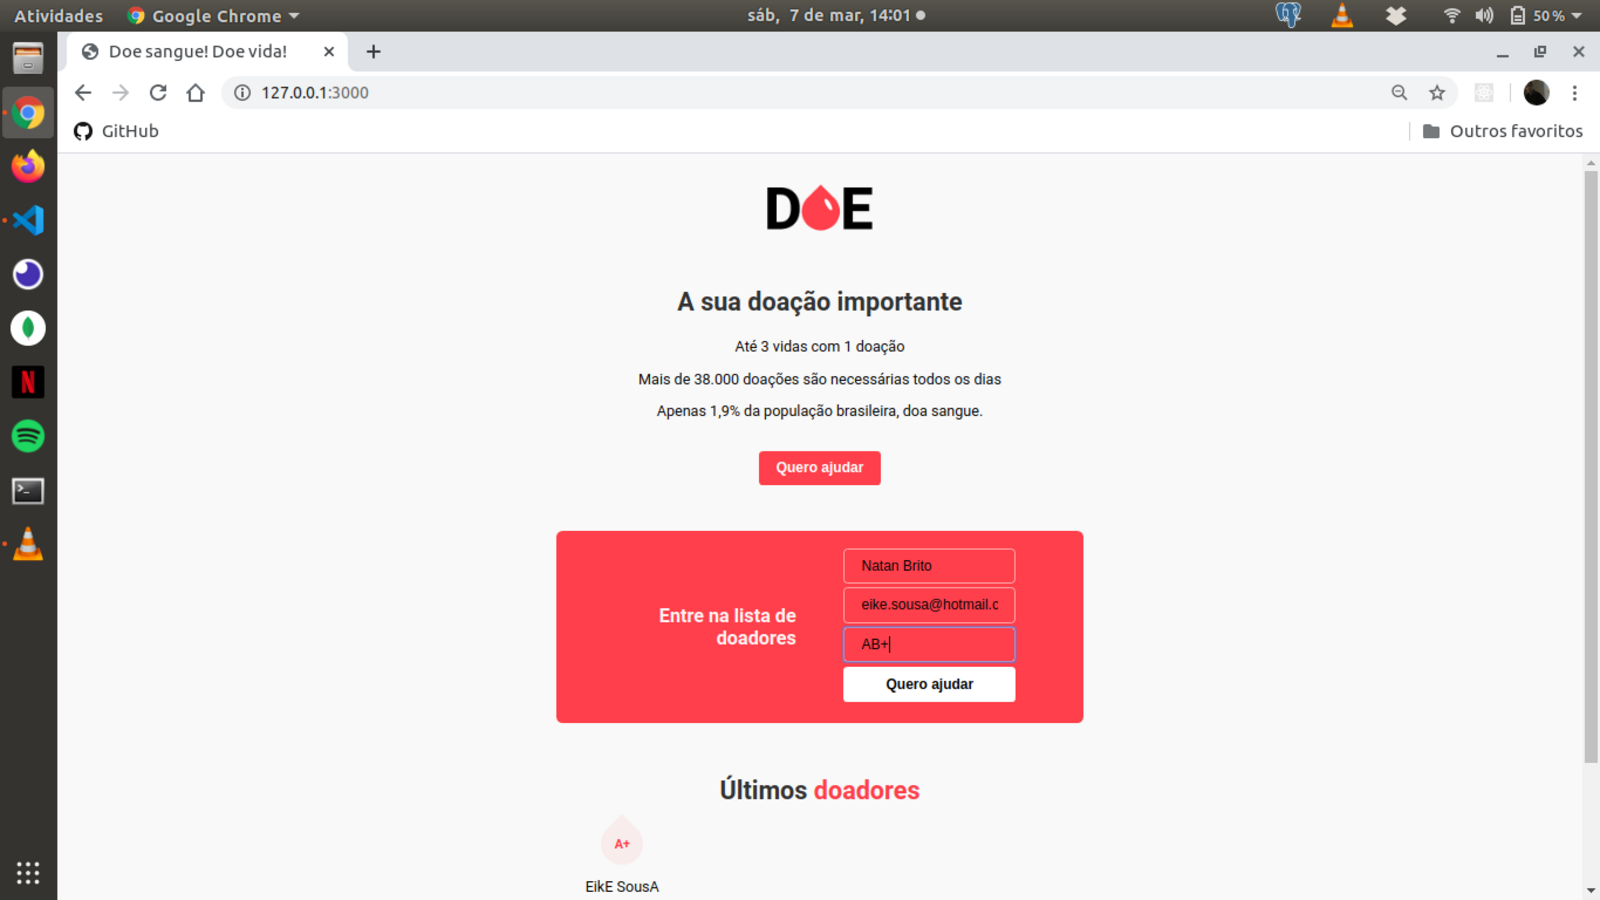 Atividades
Google Chrome
sáb, 7 de mar, 14:01
50 %
Doe sangue! Doe vida!
127.0.0.1:3000
GitHub
Outros favoritos
DOE
A sua doação importante
Até 3 vidas com 1 doação
Mais de 38.000 doações são necessárias todos os dias
Apenas 1,9% da população brasileira, doa sangue.
Quero ajudar
Entre na lista de
doadores
Natan Brito
eike.sousa@hotmail.c
AB+
Quero ajudar
Últimos doadores
A+
EikE SousA